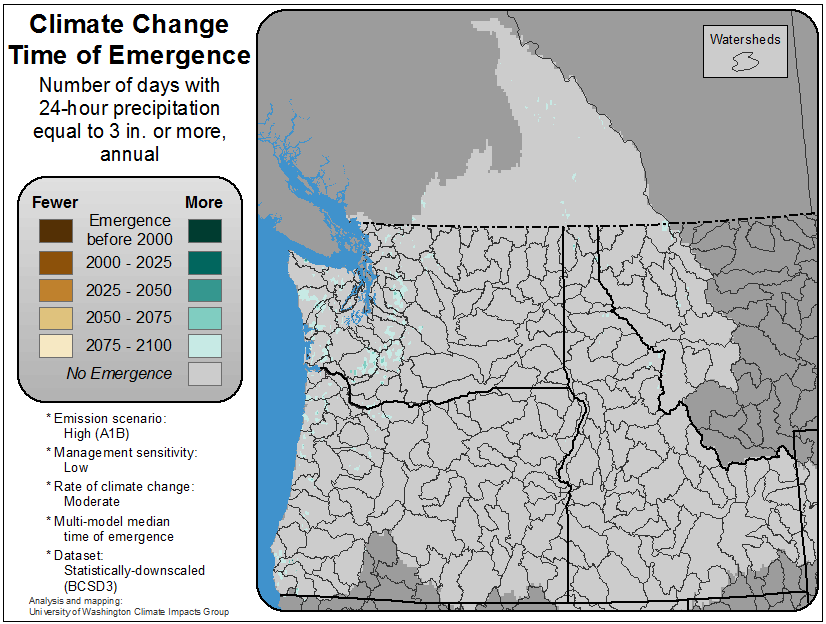 Climate Change
Time of Emergence
Number of days with
24-hour precipitation
equal to 3 in. or more,
annual
Fewer More
Emergence
before 2000
2000 - 2025
2025 - 2050
2050 - 2075
2075 - 2100
No Emergence
* Emission scenario:
High (A1B)
* Management sensitivity:
Low
* Rate of climate change:
Moderate
* Multi-model median
time of emergence
* Dataset:
Statistically-downscaled
(BCSD3)
Analysis and mapping:
University of Washington Climate Impacts Group
Watersheds